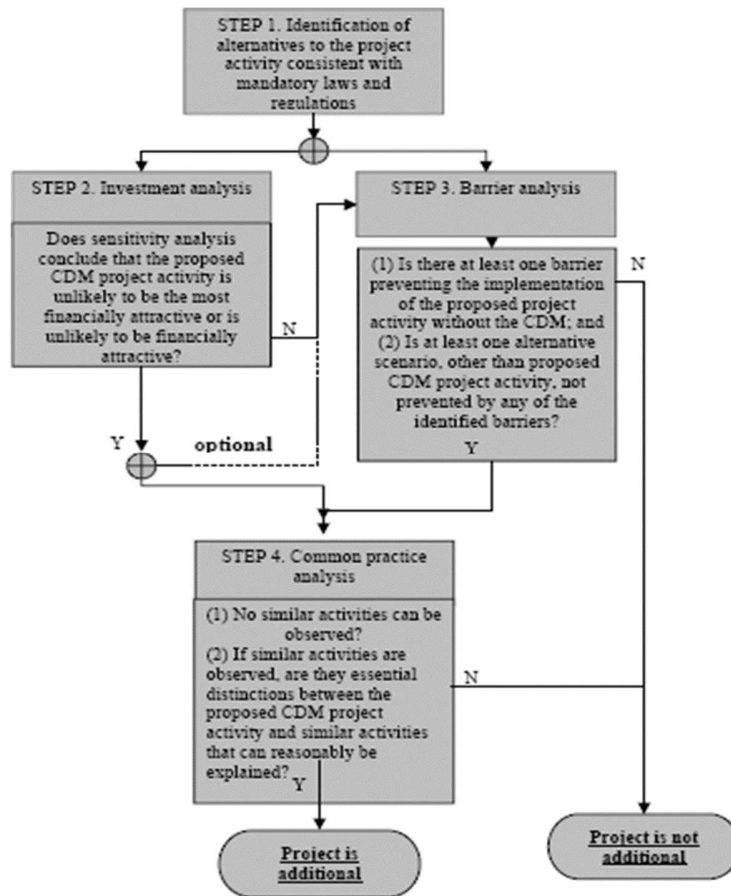 STEP 1. Identification of
alternatives to the project
activity consistent with
mandatory laws and
regulations
STEP 2. Investment analysis
Does sensitivity analysis
conclude that the proposed
CDM project activity is
unlikely to be the most
financially attractive or is
unlikely to be financially
attractive?
N
Y
optional
STEP 3. Barrier analysis
(1) Is there at least one barrier
preventing the implementation
of the proposed project
activity without the CDM; and
(2) Is at least one alternative
scenario, other than proposed
CDM project activity, not
prevented by any of the
identified barriers?
N
Y
STEP 4. Common practice
analysis
(1) No similar activities can be
observed?
(2) If similar activities are
observed, are they essential
distinctions between the
proposed CDM project
activity and similar activities
that can reasonably be
explained?
N
Y
Project is
additional
Project is not
additional